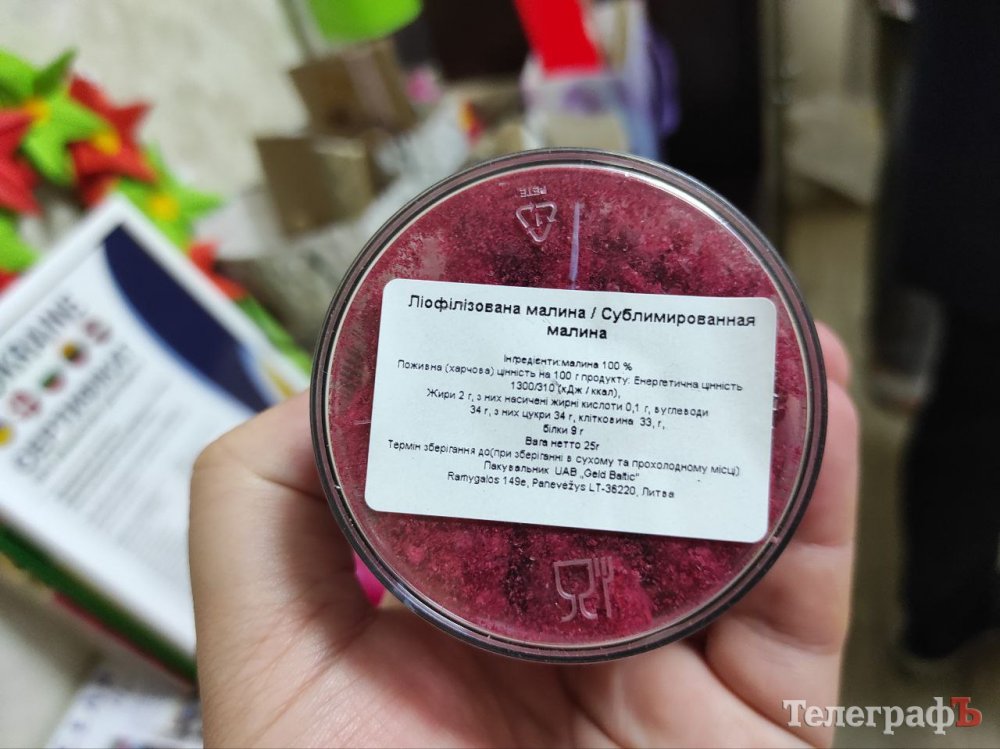 PETE
1
Ліофілізована малина / Сублимированная
малина
Інгредієнти:малина 100 %
Поживна (харчова) цінність на 100 г продукту: Енергетична цінність
1300/310 (кДж / ккал),
Жири 2 г, з них насичені жирні кислоти 0,1 г, вуглеводи
34 г, з них цукри 34 г, клітковина 33, г,
білки 9 г
Вага нетто 25г
Термін зберігання до(при зберіганні в сухому та прохолодному місці)
Пакувальник UAB „Geld Baltic“
Ramygalos 149e, Panevėžys LT-36220, Литва
UKRAINE
ТелеграфЪ